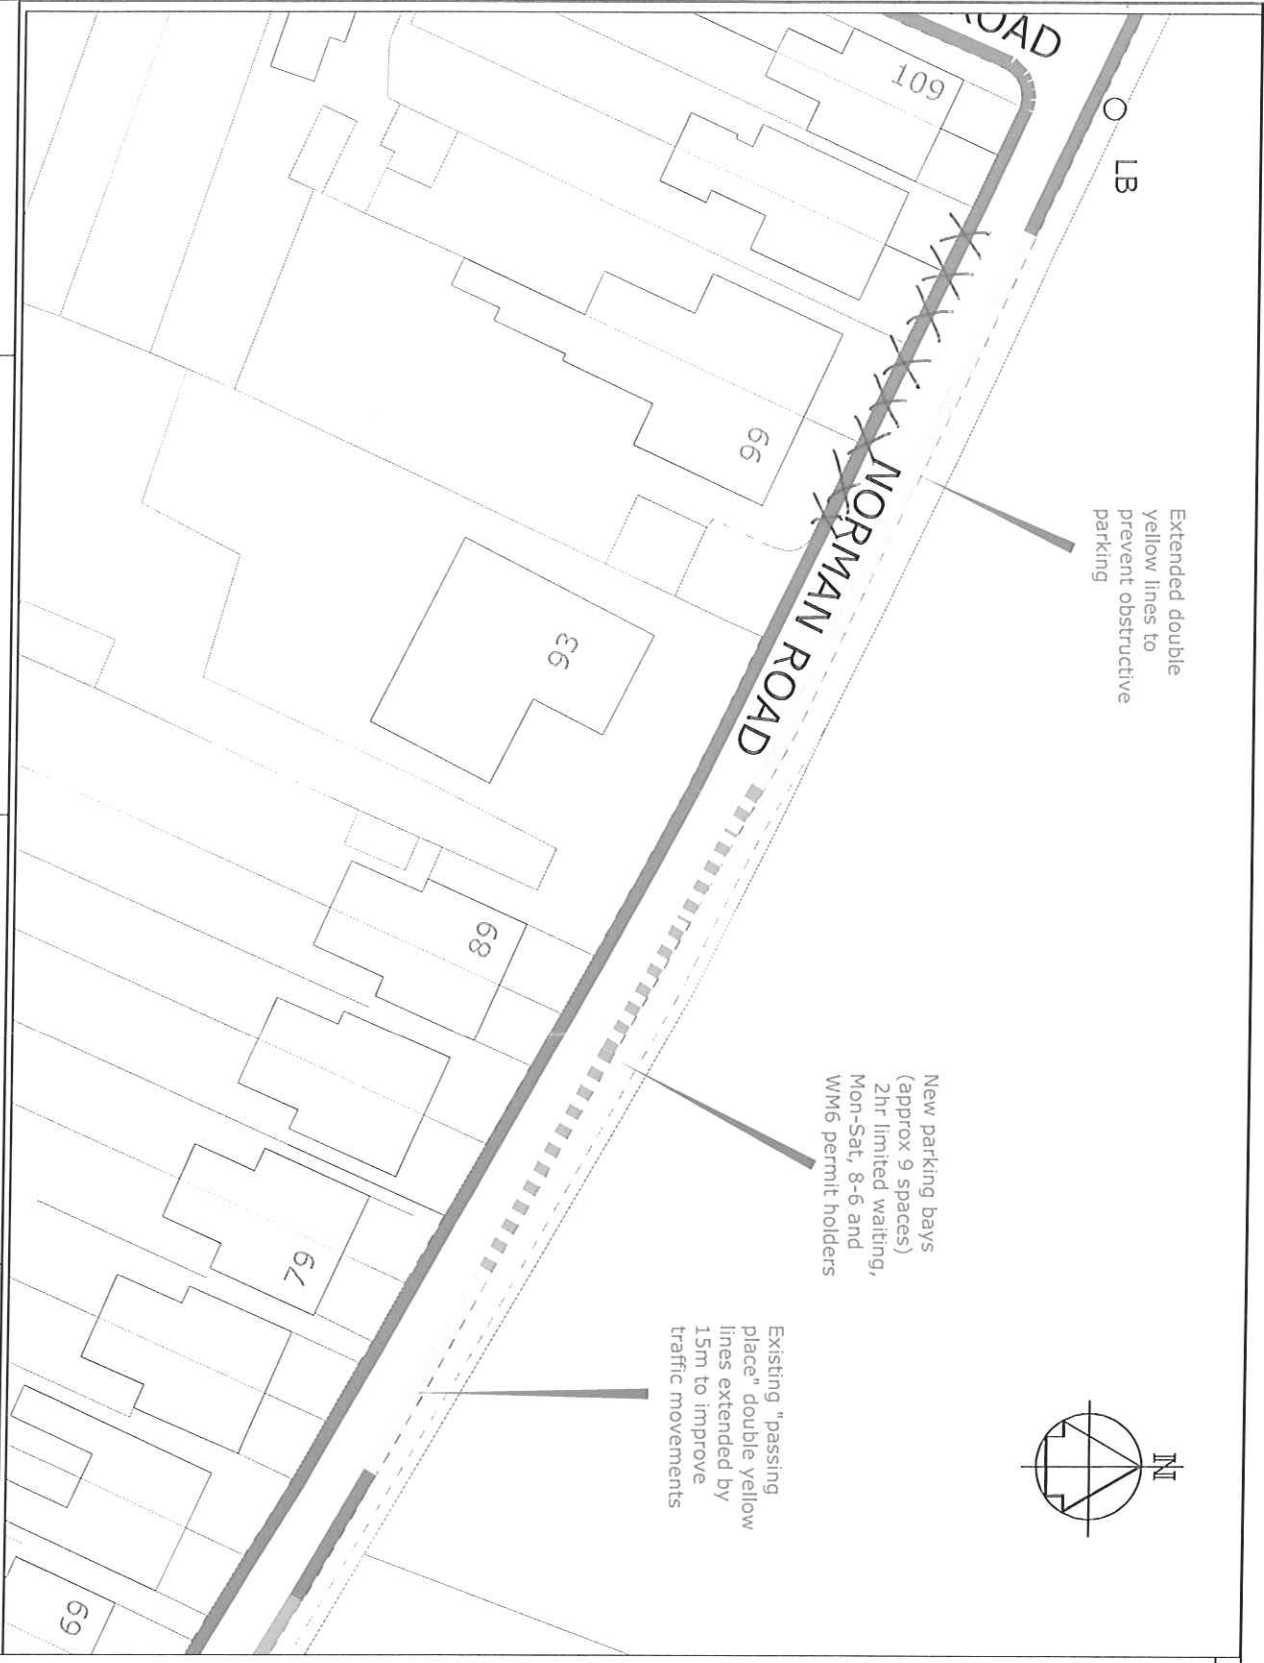 ROAD
109
LB
99
NORMAN ROAD
93
89
79
69
Extended double
yellow lines to
prevent obstructive
parking
New parking bays
(approx 9 spaces)
2hr limited waiting,
Mon-Sat, 8-6 and
WM6 permit holders
Existing "passing
place" double yellow
lines extended by
15m to improve
traffic movements
N